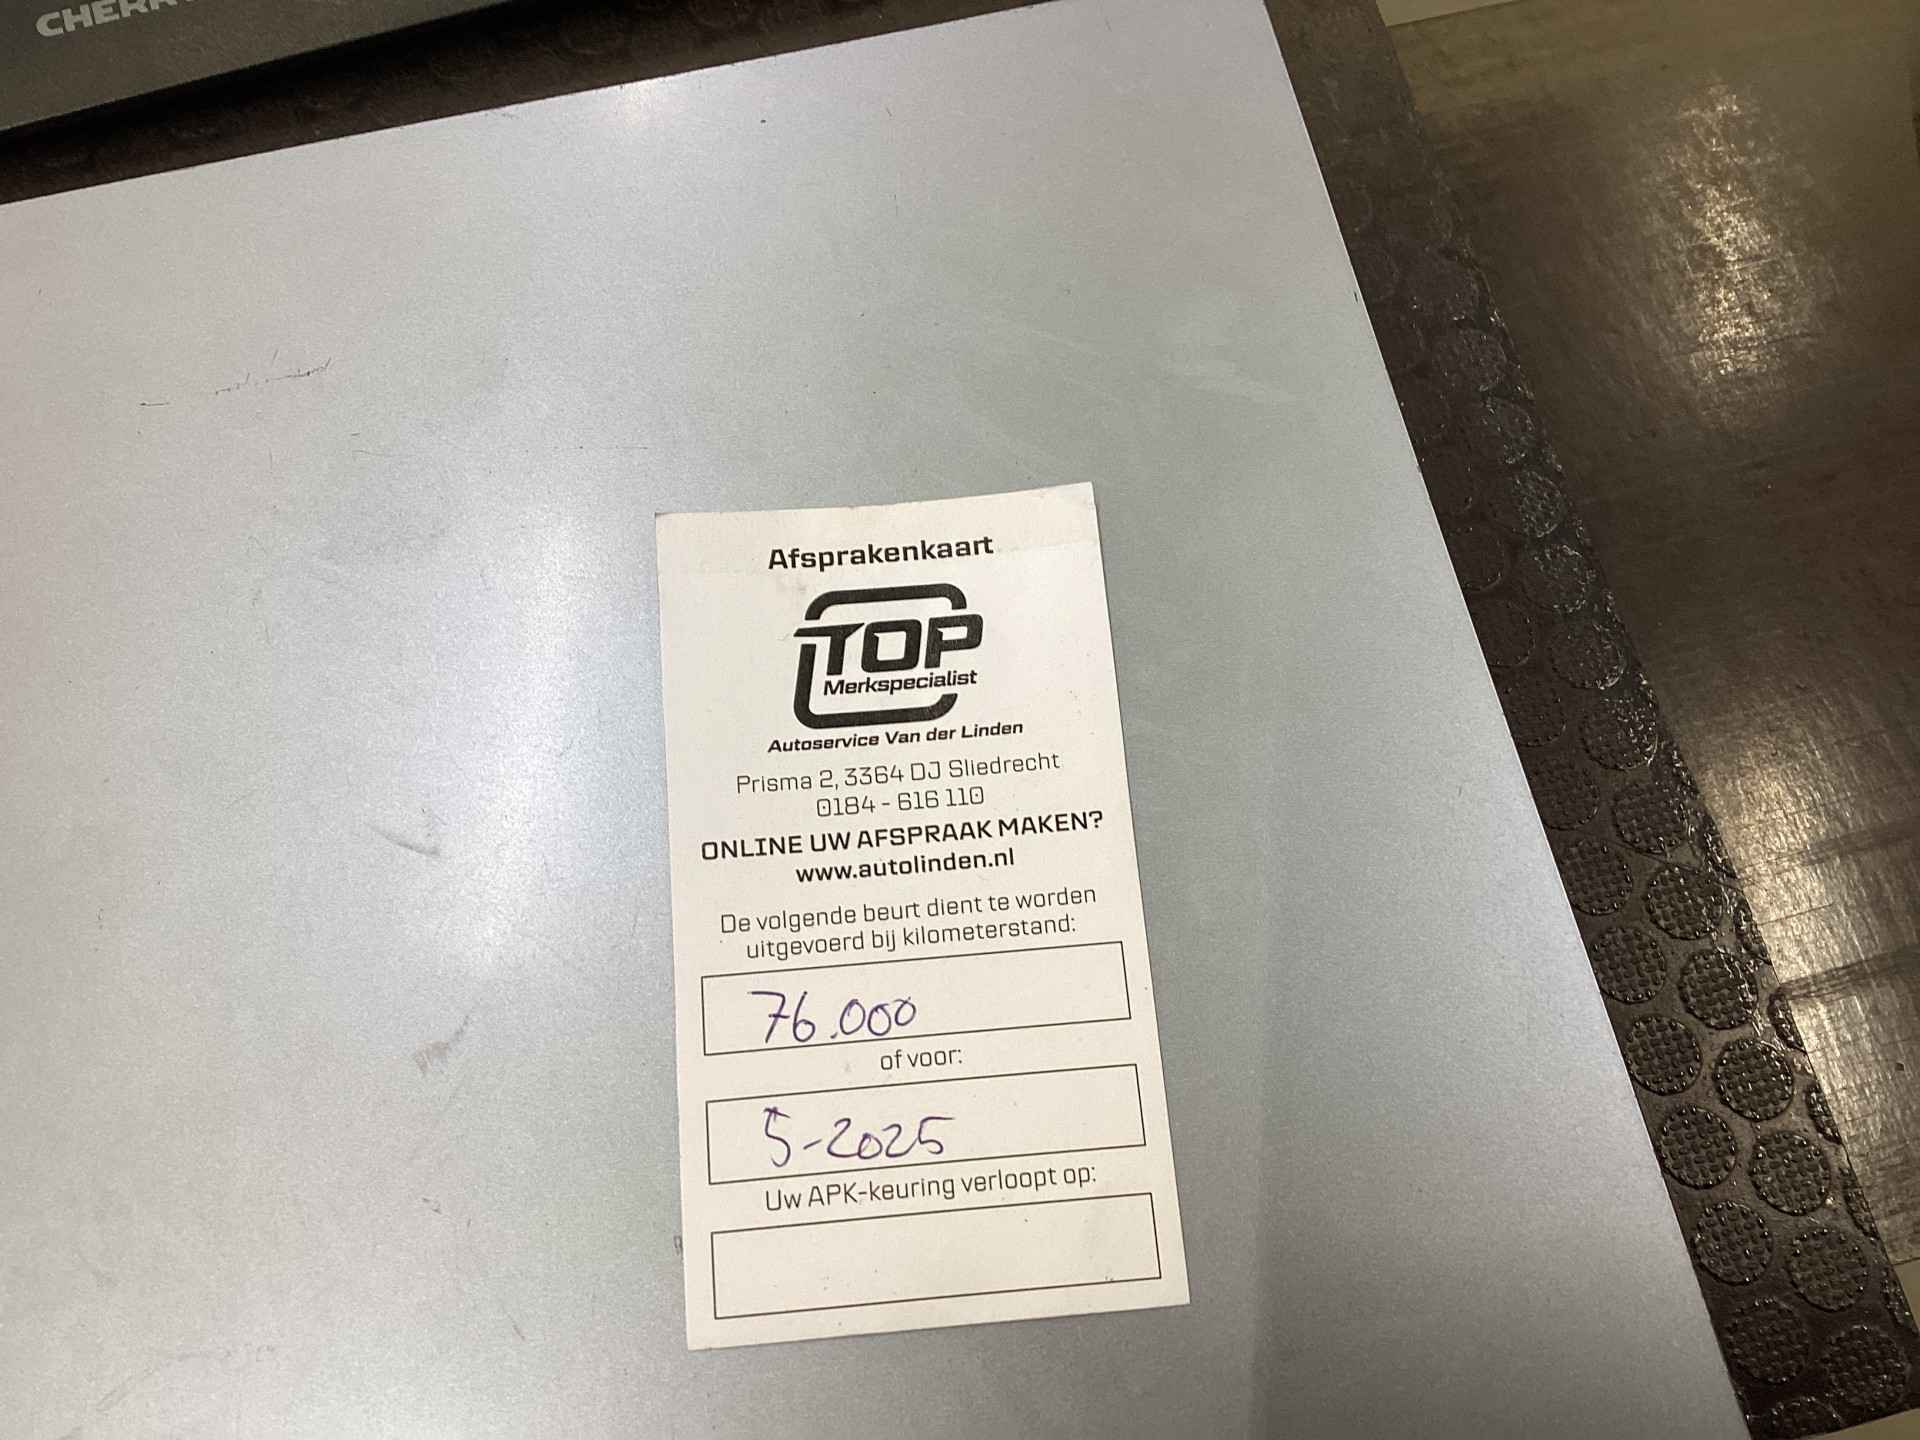 CHERRY
Afsprakenkaart
TOP
Merkspecialist
Autoservice Van der Linden
Prisma 2, 3364 DJ Sliedrecht
0184 - 616 110
ONLINE UW AFSPRAAK MAKEN?
www.autolinden.nl
De volgende beurt dient te worden
uitgevoerd bij kilometerstand:
76.000
of voor:
5-2025
Uw APK-keuring verloopt op: